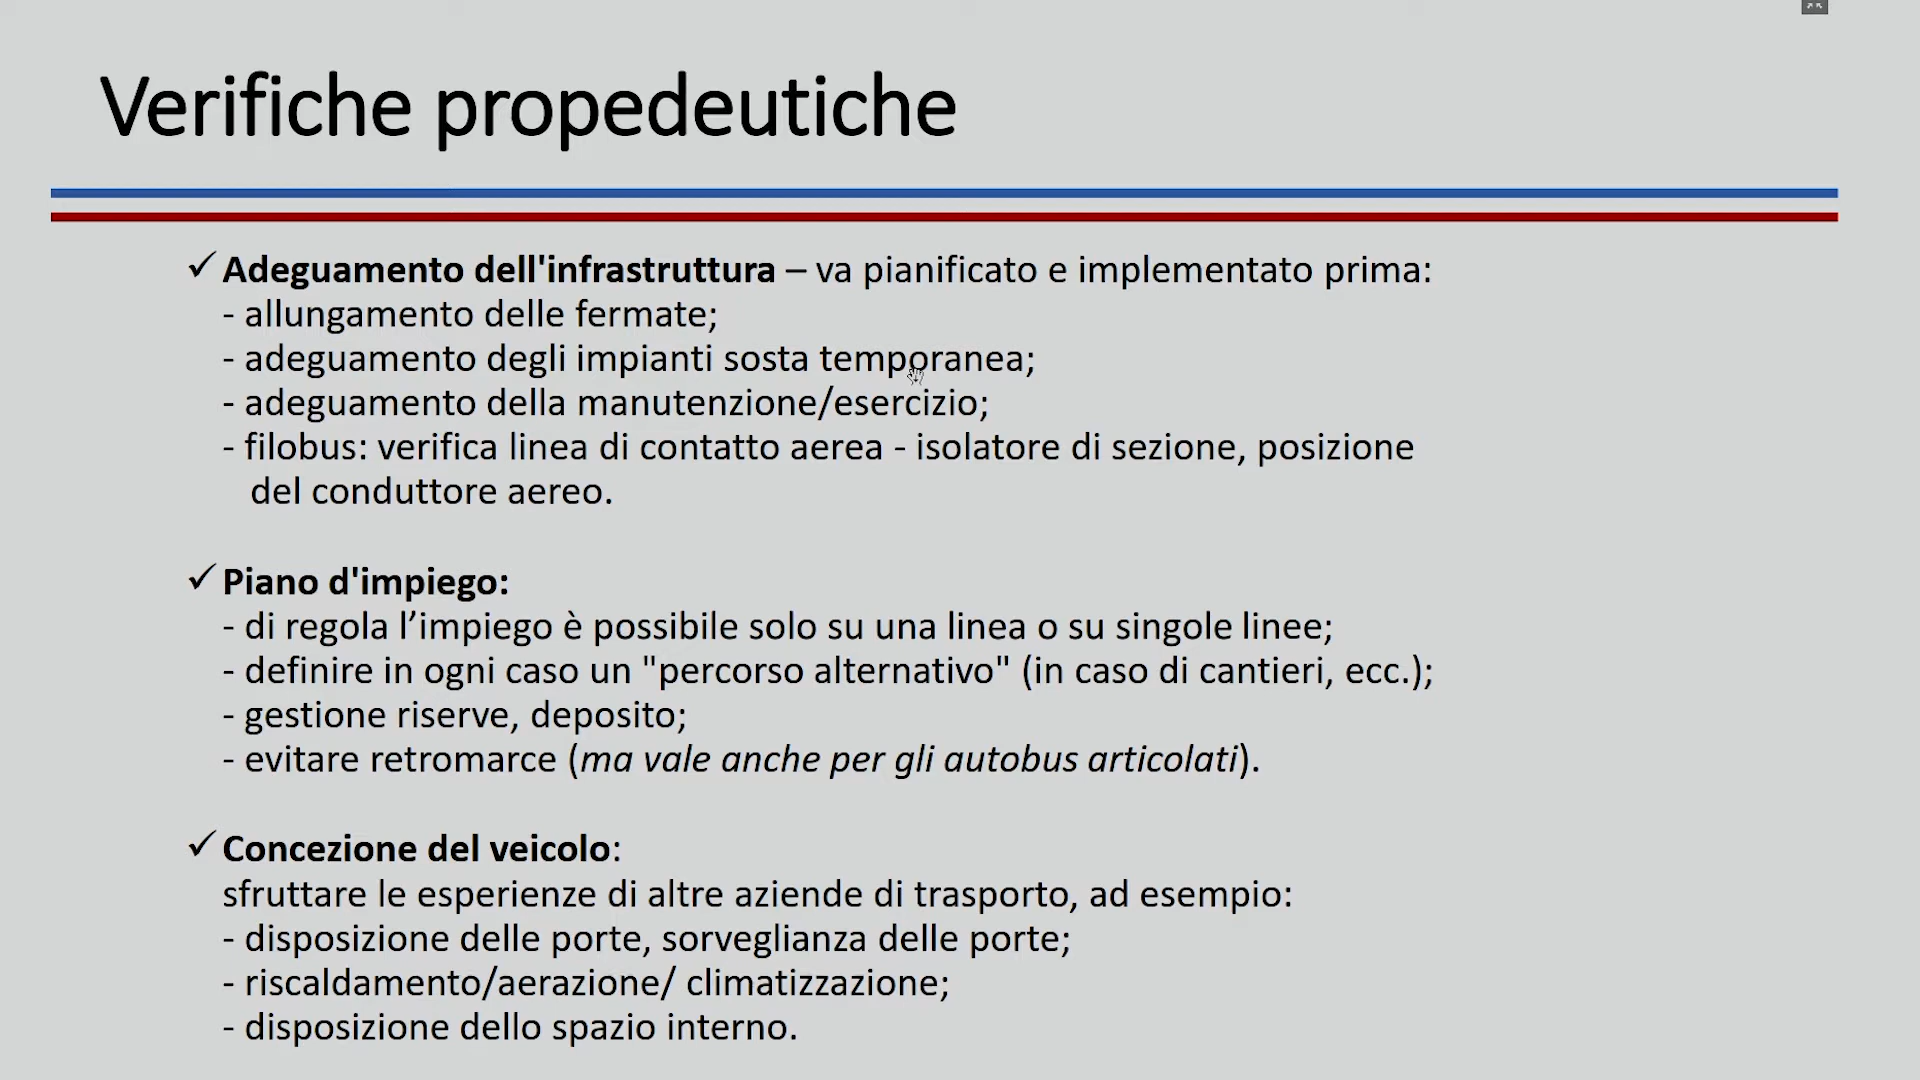 Verifiche propedeutiche
✓ Adeguamento dell'infrastruttura – va pianificato e implementato prima:
- allungamento delle fermate;
- adeguamento degli impianti sosta temporanea;
- adeguamento della manutenzione/esercizio;
- filobus: verifica linea di contatto aerea - isolatore di sezione, posizione
del conduttore aereo.
✓ Piano d'impiego:
- di regola l’impiego è possibile solo su una linea o su singole linee;
- definire in ogni caso un "percorso alternativo" (in caso di cantieri, ecc.);
- gestione riserve, deposito;
- evitare retromarce (ma vale anche per gli autobus articolati).
✓ Concezione del veicolo:
sfruttare le esperienze di altre aziende di trasporto, ad esempio:
- disposizione delle porte, sorveglianza delle porte;
- riscaldamento/aerazione/ climatizzazione;
- disposizione dello spazio interno.